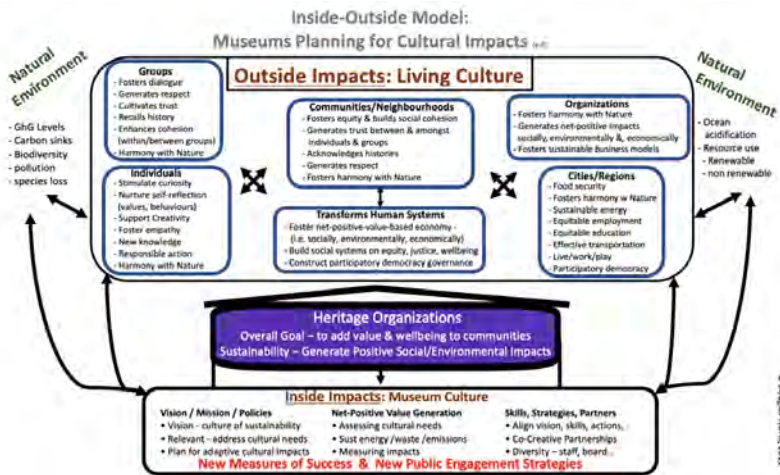 Inside-Outside Model:
Museums Planning for Cultural Impacts
Natural
Environment
- GhG Levels
- Carbon sinks
- Biodiversity
- pollution
- species loss
Outside Impacts: Living Culture
Groups
- Fosters dialogue
- Generates respect
- Cultivates trust
- Recalls history
- Enhances cohesion
(within/between groups)
- Harmony with Nature
Individuals
- Stimulate curiosity
- Nurture self-reflection
(values, behaviours)
- Support Creativity
- Foster empathy
- New knowledge
- Responsible action
- Harmony with Nature
Communities/Neighbourhoods
- Fosters equity & builds social cohesion
- Generates trust between & amongst
individuals & groups
- Acknowledges histories
- Generates respect
- Fosters harmony with Nature
Transforms Human Systems
- Foster net-positive-value-based economy -
(i.e. socially, environmentally, economically)
- Build social systems on equity, justice, wellbeing
- Construct participatory democracy governance
Organizations
- Fosters harmony with Nature
- Generates net-positive impacts
socially, environmentally &, economically)
- Fosters sustainable business models
Cities/Regions
- Food security
- Fosters harmony w Nature
- Sustainable energy
- Equitable employment
- Equitable education
- Effective transportation
- Live/work/play
- Participatory democracy
Natural
Environment
- Ocean
acidification
- Resource use
- Renewable
- non renewable
Heritage Organizations
Overall Goal – to add value & wellbeing to communities
Sustainability – Generate Positive Social/Environmental Impacts
Inside Impacts: Museum Culture
Vision / Mission / Policies
• Vision - culture of sustainability
• Relevant - address cultural needs
• Plan for adaptive cultural impacts
Net-Positive Value Generation
• Assessing cultural needs
• Sust energy /waste /emissions
• Measuring impacts
Skills, Strategies, Partners
• Align vision, skills, actions,
• Co-Creative Partnerships
• Diversity – staff, board
New Measures of Success & New Public Engagement Strategies